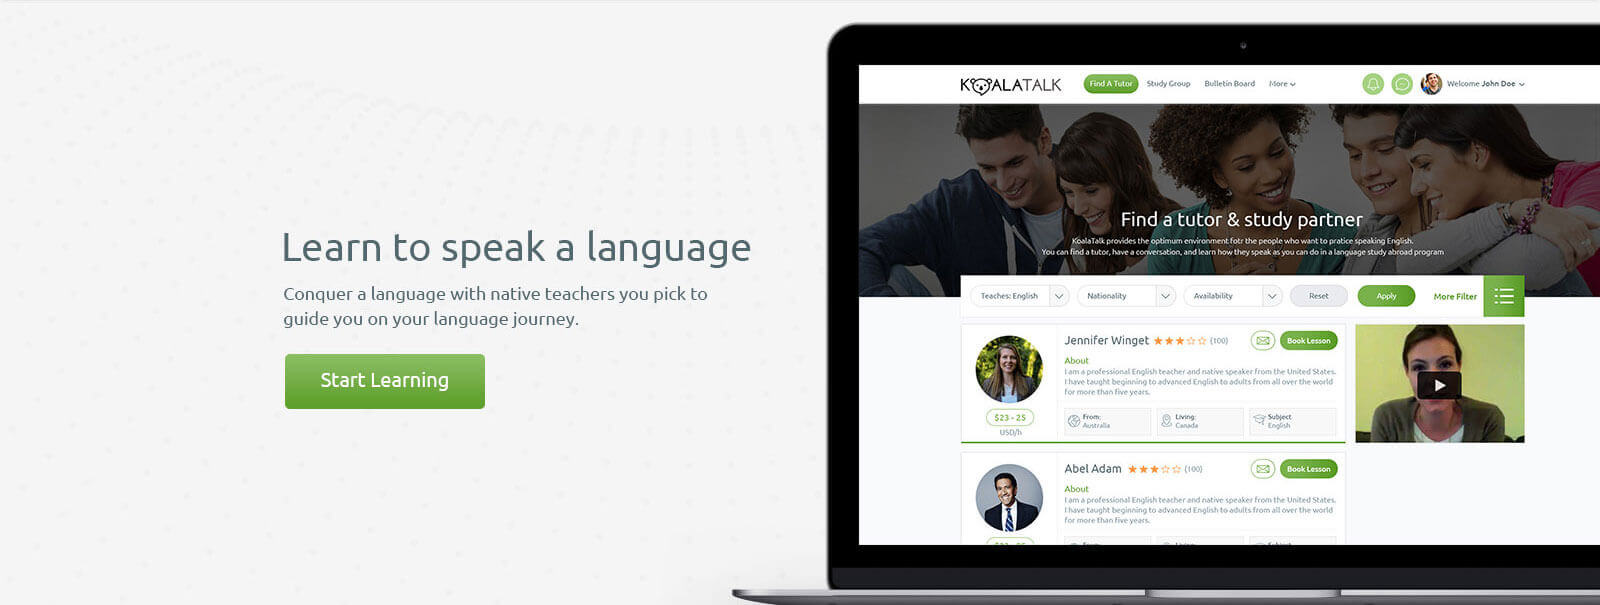 Learn to speak a language
Conquer a language with native teachers you pick to
guide you on your language journey.
Start Learning
KOALATALK
Find A Tutor
Study Group
Bulletin Board
More
Welcome John Doe
Find a tutor & study partner
KoalaTalk provides the optimum environment fotr the people who want to pratice speaking English.
You can find a tutor, have a conversation, and learn how they speak as you can do in a language study abroad program
Teaches: English
Nationality
Availability
Reset
Apply
More Filter
Jennifer Winget (100)
Book Lesson
About
I am a professional English teacher and native speaker from the United States.
I have taught beginning to advanced English to adults from all over the world
for more than five years.
$23 - 25
USD/h
From:
Australia
Living:
Canada
Subject
English
Abel Adam (100)
Book Lesson
About
I am a professional English teacher and native speaker from the United States.
I have taught beginning to advanced English to adults from all over the world
for more than five years.